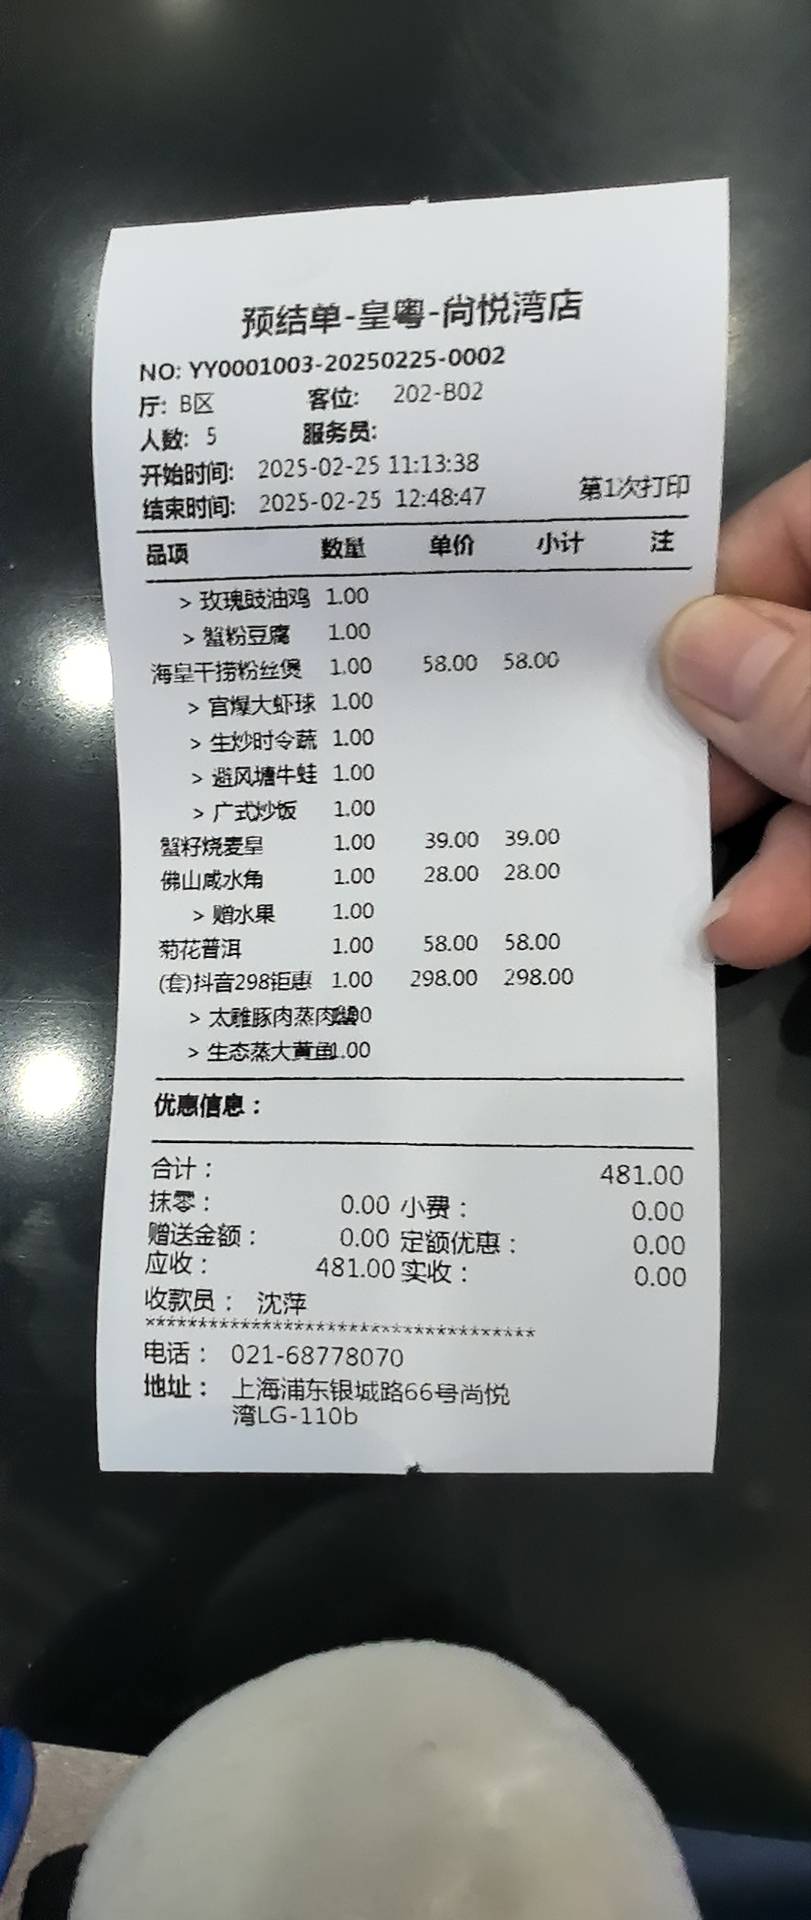 预结单-皇粤-尚悦湾店
NO: YY0001003-20250225-0002
厅: B区 客位: 202-B02
人数: 5 服务员:
开始时间: 2025-02-25 11:13:38
结束时间: 2025-02-25 12:48:47 第1次打印
品项 数量 单价 小计 注
> 玫瑰豉油鸡 1.00
> 蟹粉豆腐 1.00
海皇干捞粉丝煲 1.00 58.00 58.00
> 宫爆大虾球 1.00
> 生炒时令蔬 1.00
> 避风塘牛蛙 1.00
> 广式炒饭 1.00
蟹籽烧麦皇 1.00 39.00 39.00
佛山咸水角 1.00 28.00 28.00
> 赠水果 1.00
菊花普洱 1.00 58.00 58.00
(套)抖音298钜惠 1.00 298.00 298.00
> 太雕豚肉蒸肉
> 生态蒸大黄鱼1.00
优惠信息：
合计： 481.00
抹零： 0.00 小费： 0.00
赠送金额： 0.00 定额优惠： 0.00
应收： 481.00 实收： 0.00
收款员： 沈萍
*************************************
电话： 021-68778070
地址： 上海浦东银城路66号尚悦
湾LG-110b